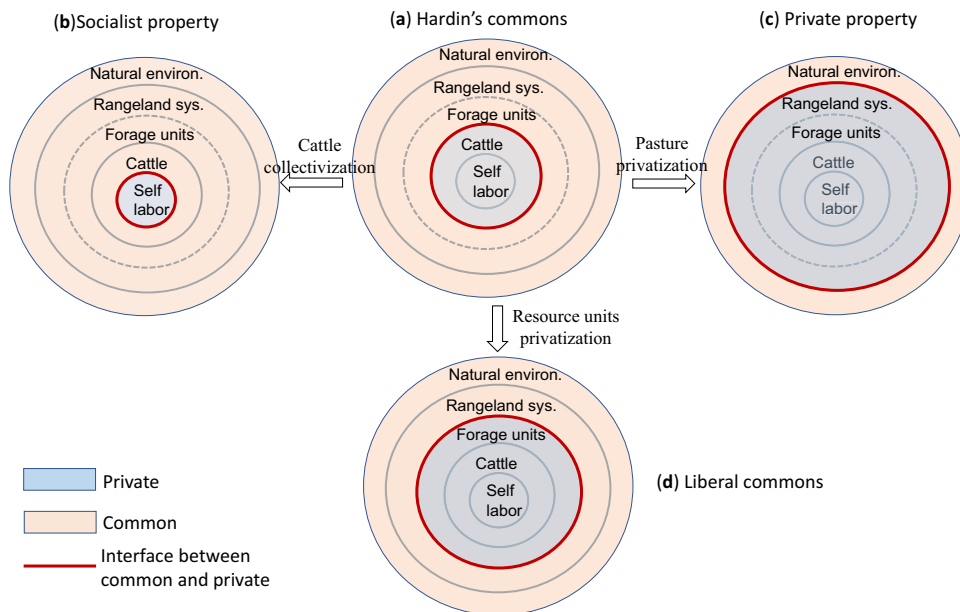 (b)Socialist property
(a) Hardin's commons
(c) Private property
Natural environ.
Rangeland sys.
Forage units
Cattle
Self
labor
Cattle
collectivization
Natural environ.
Rangeland sys.
Forage units
Cattle
Self
labor
Pasture
privatization
Natural environ.
Rangeland sys.
Forage units
Cattle
Self
labor
Resource units
privatization
Natural environ.
Rangeland sys.
Forage units
Cattle
Self
labor
(d) Liberal commons
Private
Common
Interface between
common and private